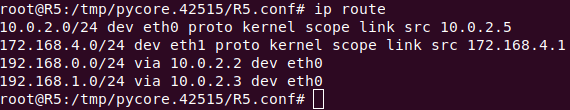 root@R5:/tmp/pycore.42515/R5.conf# ip route
10.0.2.0/24 dev eth0 proto kernel scope link src 10.0.2.5
172.168.4.0/24 dev eth1 proto kernel scope link src 172.168.4.1
192.168.0.0/24 via 10.0.2.2 dev eth0
192.168.1.0/24 via 10.0.2.3 dev eth0
root@R5:/tmp/pycore.42515/R5.conf#